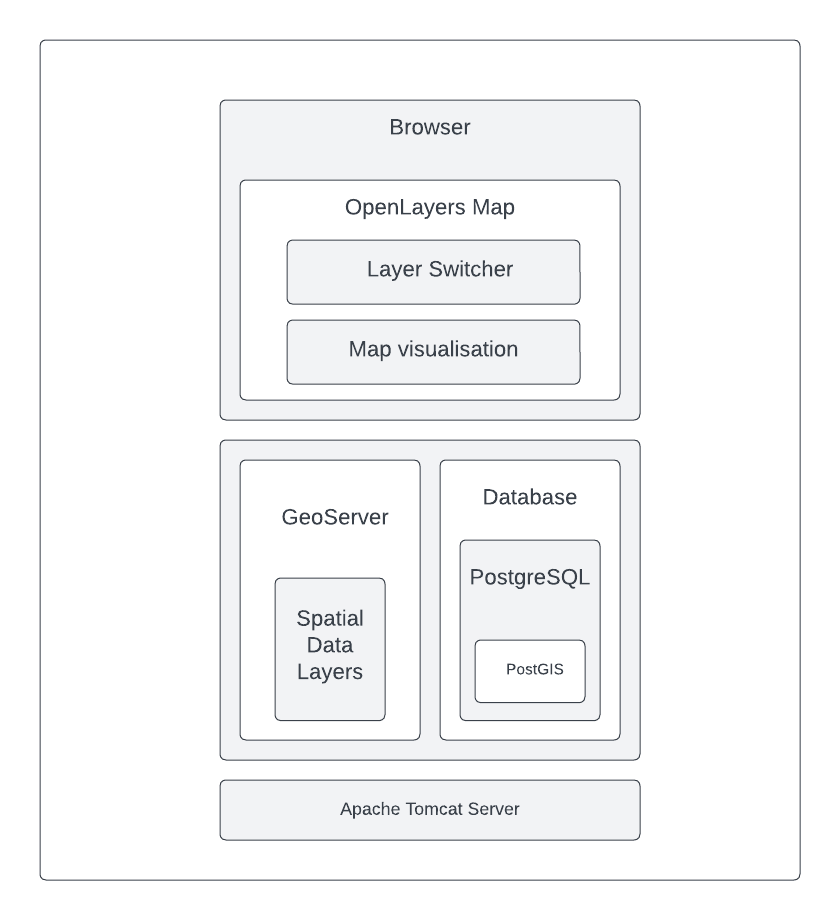 Browser
OpenLayers Map
Layer Switcher
Map visualisation
GeoServer
Spatial
Data
Layers
Database
PostgreSQL
PostGIS
Apache Tomcat Server